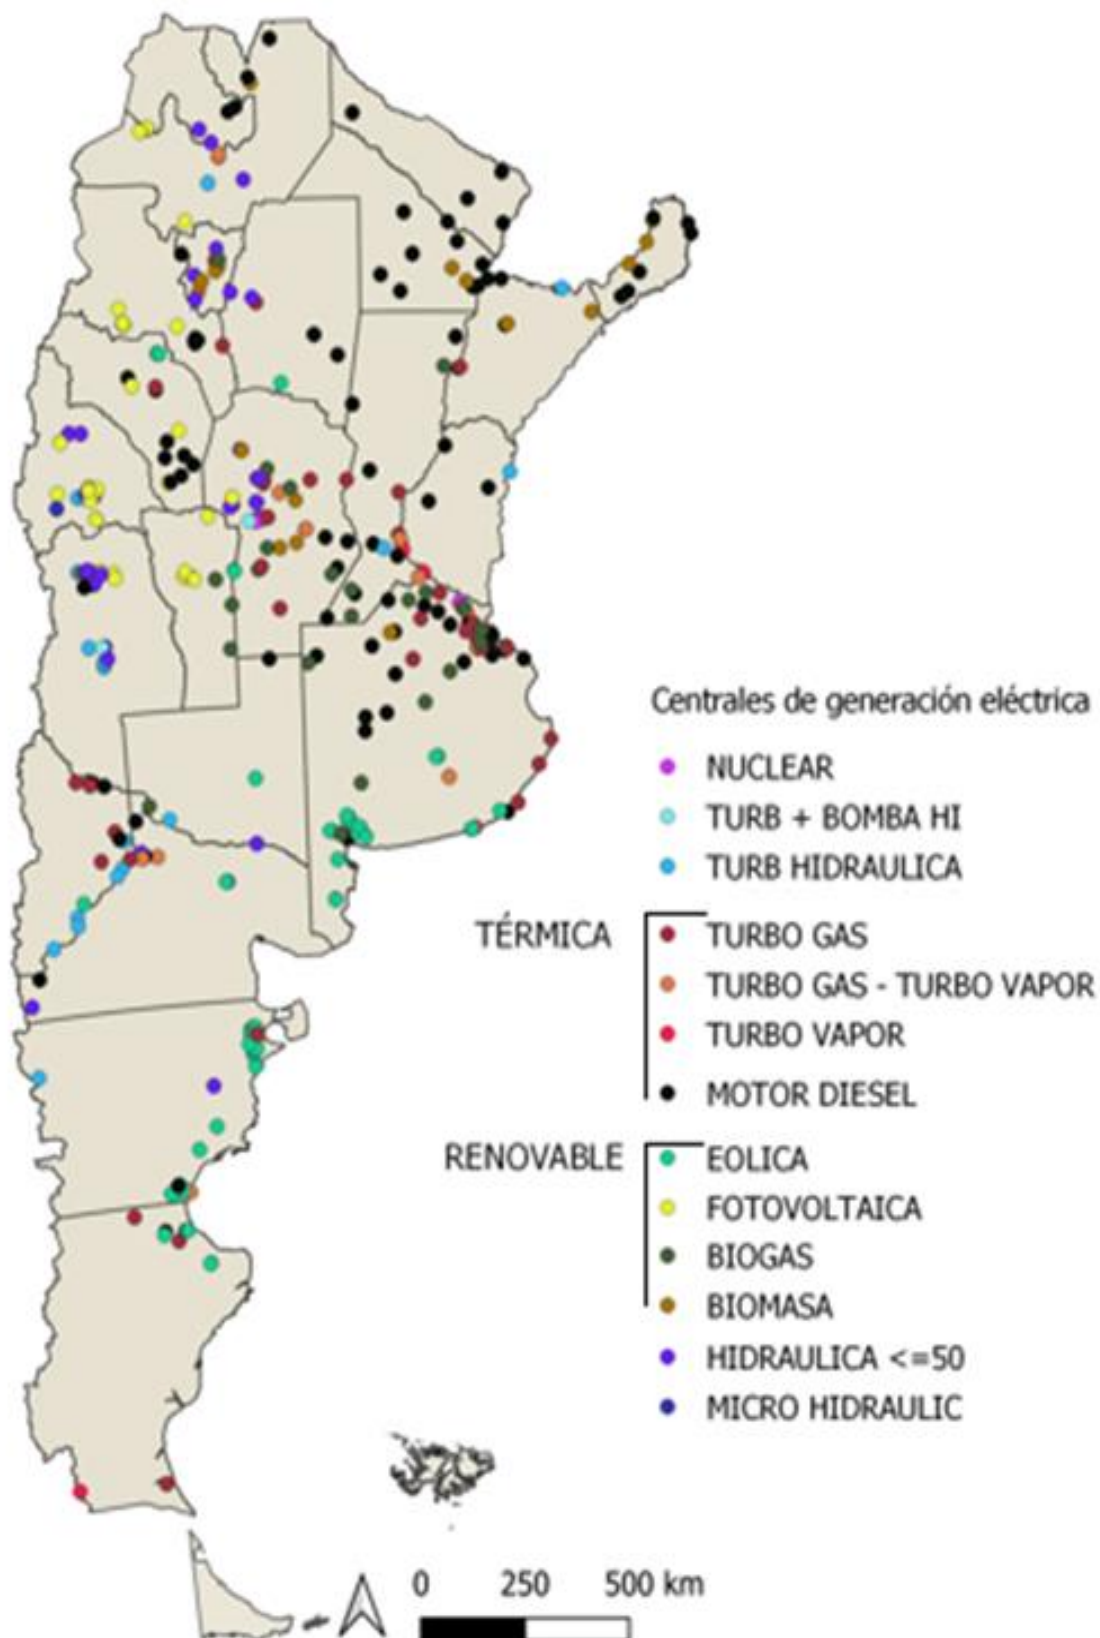 Centrales de generación eléctrica
NUCLEAR
TURB + BOMBA HI
TURB HIDRAULICA
TÉRMICA
TURBO GAS
TURBO GAS - TURBO VAPOR
TURBO VAPOR
MOTOR DIESEL
RENOVABLE
EOLICA
FOTOVOLTAICA
BIOGAS
BIOMASA
HIDRAULICA <=50
MICRO HIDRAULIC
0 250 500 km